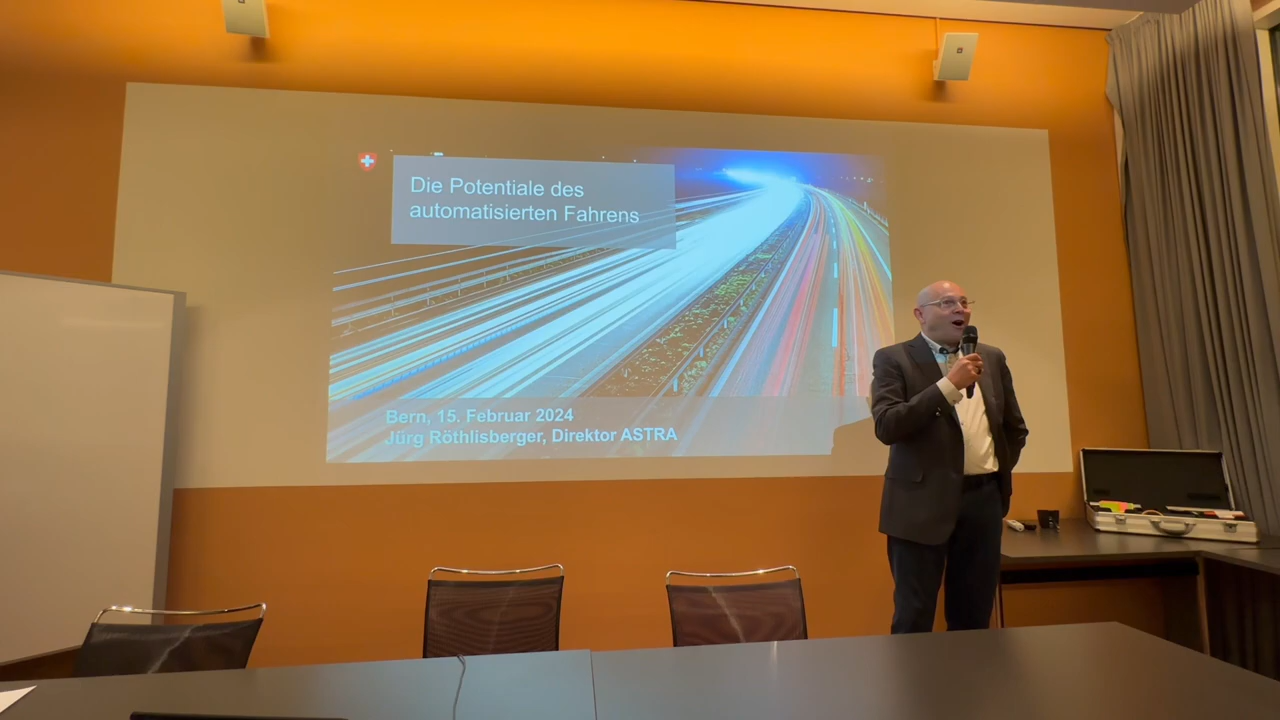 Die Potentiale des
automatisierten Fahrens
Bern, 15. Februar 2024
Jürg Röthlisberger, Direktor ASTRA